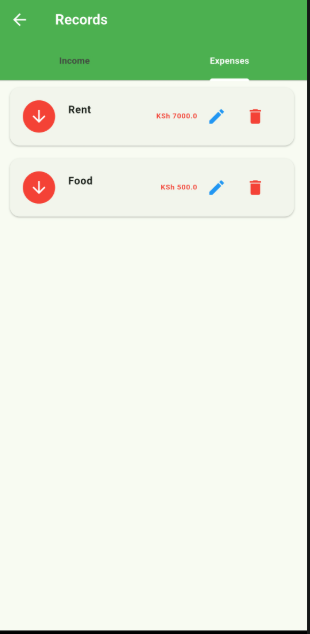 Records
Income
Expenses
Rent
KSh 7000.0
Food
KSh 500.0